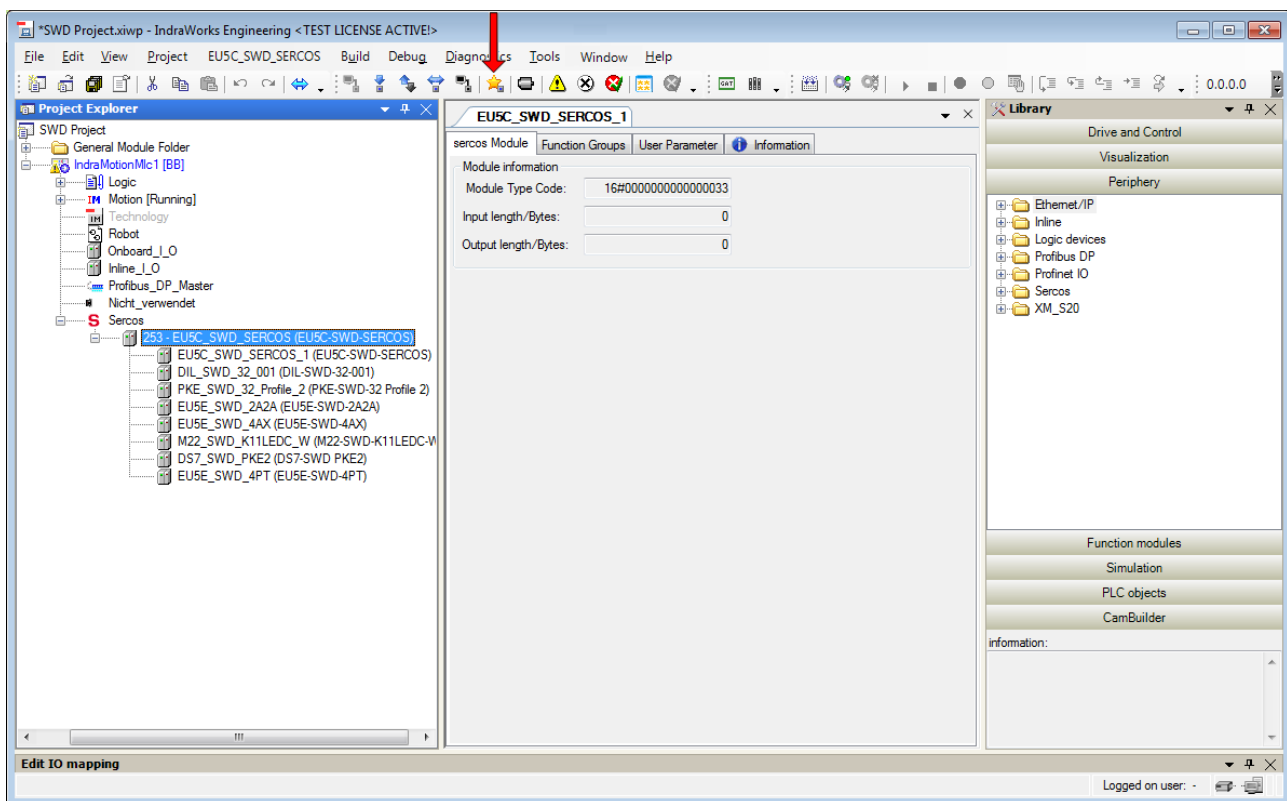 *SWD Project.xiwp - IndraWorks Engineering <TEST LICENSE ACTIVE!>
File Edit View Project EU5C_SWD_SERCOS Build Debug Diagnostics Tools Window Help
GAT 0.0.0.0
Project Explorer
SWD Project
General Module Folder
IndraMotionMlc1 [BB]
Logic
IM Motion [Running]
IM Technology
Robot
Onboard_I_O
Inline_I_O
Profibus_DP_Master
Nicht_verwendet
S Sercos
253 - EU5C_SWD_SERCOS (EU5C-SWD-SERCOS)
EU5C_SWD_SERCOS_1 (EU5C-SWD-SERCOS)
DIL_SWD_32_001 (DIL-SWD-32-001)
PKE_SWD_32_Profile_2 (PKE-SWD-32 Profile 2)
EU5E_SWD_2A2A (EU5E-SWD-2A2A)
EU5E_SWD_4AX (EU5E-SWD-4AX)
M22_SWD_K11LEDC_W (M22-SWD-K11LEDC-W
DS7_SWD_PKE2 (DS7-SWD PKE2)
EU5E_SWD_4PT (EU5E-SWD-4PT)
EU5C_SWD_SERCOS_1
sercos Module Function Groups User Parameter Information
Module information
Module Type Code: 16#0000000000000033
Input length/Bytes: 0
Output length/Bytes: 0
Library
Drive and Control
Visualization
Periphery
Ethernet/IP
Inline
Logic devices
Profibus DP
Profinet IO
Sercos
XM_S20
Function modules
Simulation
PLC objects
CamBuilder
information:
Edit IO mapping
Logged on user: -